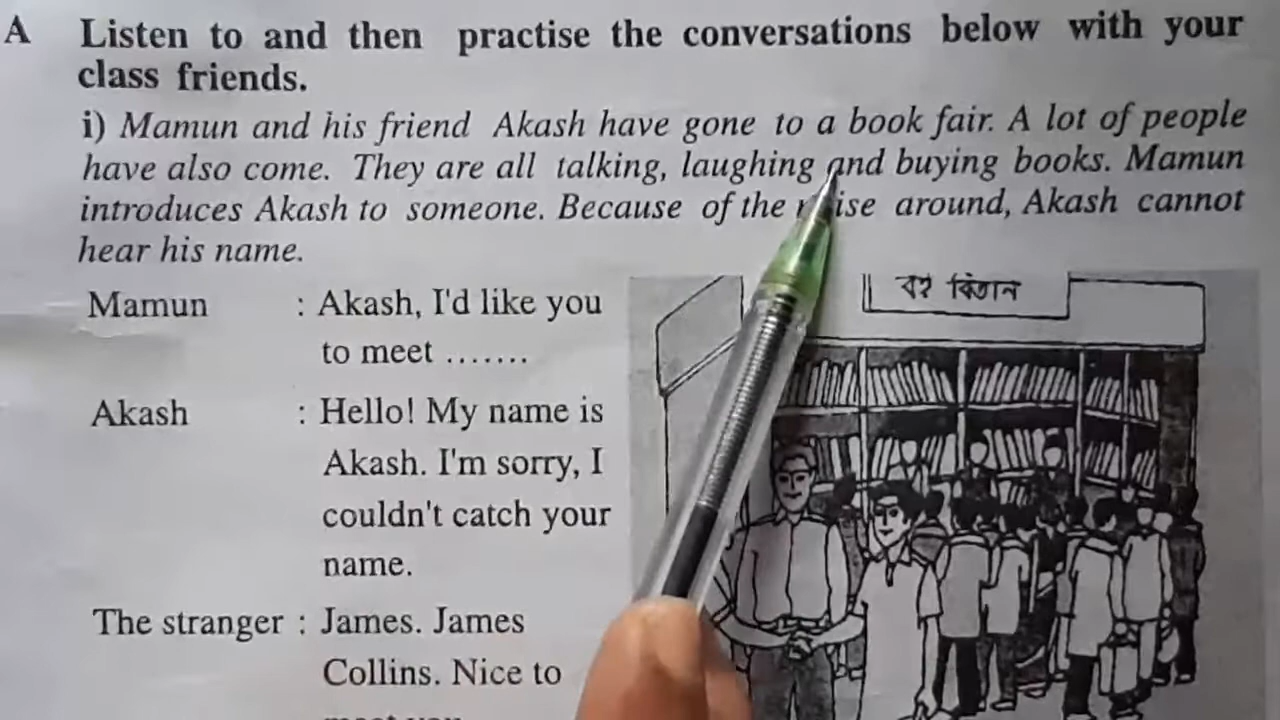 A Listen to and then practise the conversations below with your
class friends.
i) Mamun and his friend Akash have gone to a book fair. A lot of people
have also come. They are all talking, laughing and buying books. Mamun
introduces Akash to someone. Because of the noise around, Akash cannot
hear his name.
Mamun : Akash, I'd like you
to meet .......
Akash : Hello! My name is
Akash. I'm sorry, I
couldn't catch your
name.
The stranger : James. James
Collins. Nice to
বই বিতান